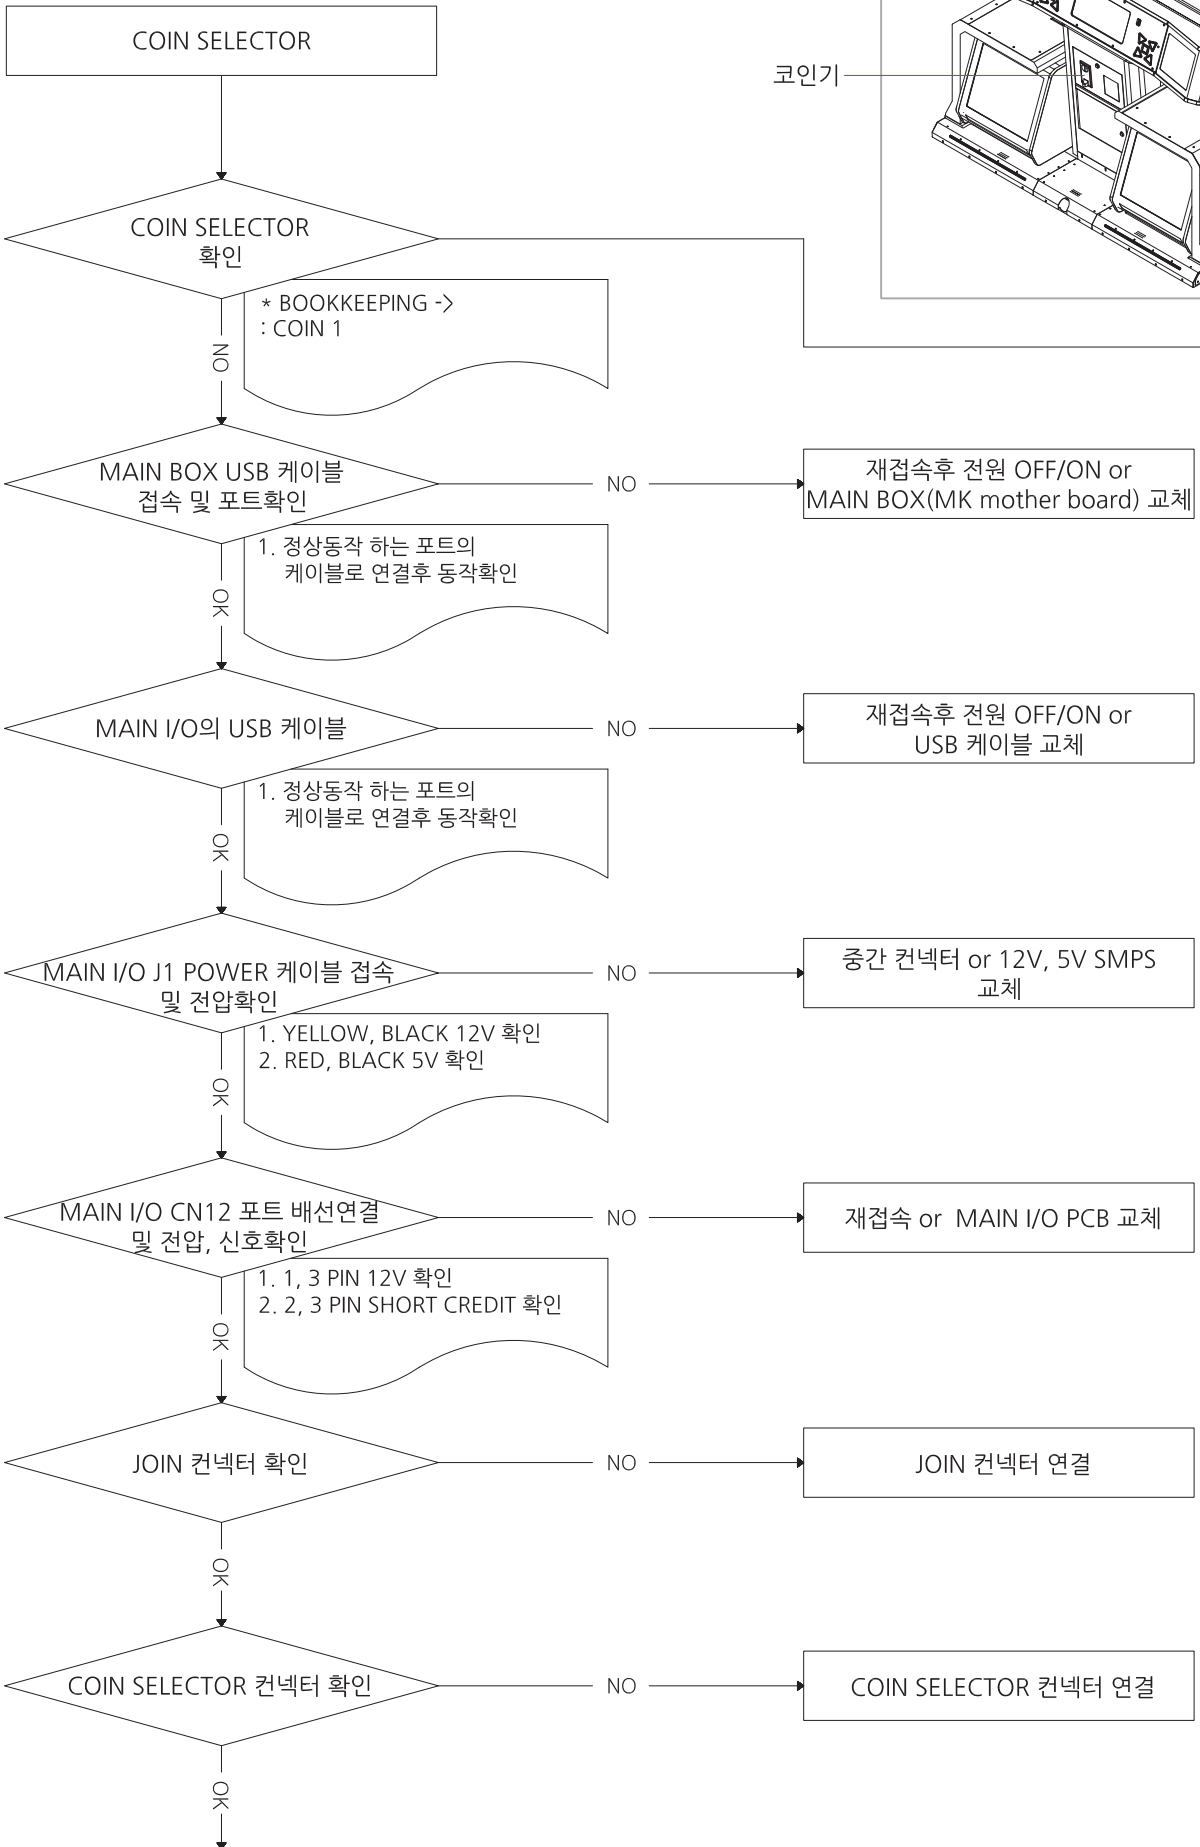 COIN SELECTOR
코인기
COIN SELECTOR
확인
* BOOKKEEPING ->
: COIN 1
NO
MAIN BOX USB 케이블
접속 및 포트확인
NO
재접속후 전원 OFF/ON or
MAIN BOX(MK mother board) 교체
1. 정상동작 하는 포트의
케이블로 연결후 동작확인
OK
MAIN I/O의 USB 케이블
NO
재접속후 전원 OFF/ON or
USB 케이블 교체
1. 정상동작 하는 포트의
케이블로 연결후 동작확인
OK
MAIN I/O J1 POWER 케이블 접속
및 전압확인
NO
중간 컨넥터 or 12V, 5V SMPS
교체
1. YELLOW, BLACK 12V 확인
2. RED, BLACK 5V 확인
OK
MAIN I/O CN12 포트 배선연결
및 전압, 신호확인
NO
재접속 or MAIN I/O PCB 교체
1. 1, 3 PIN 12V 확인
2. 2, 3 PIN SHORT CREDIT 확인
OK
JOIN 컨넥터 확인
NO
JOIN 컨넥터 연결
OK
COIN SELECTOR 컨넥터 확인
NO
COIN SELECTOR 컨넥터 연결
OK